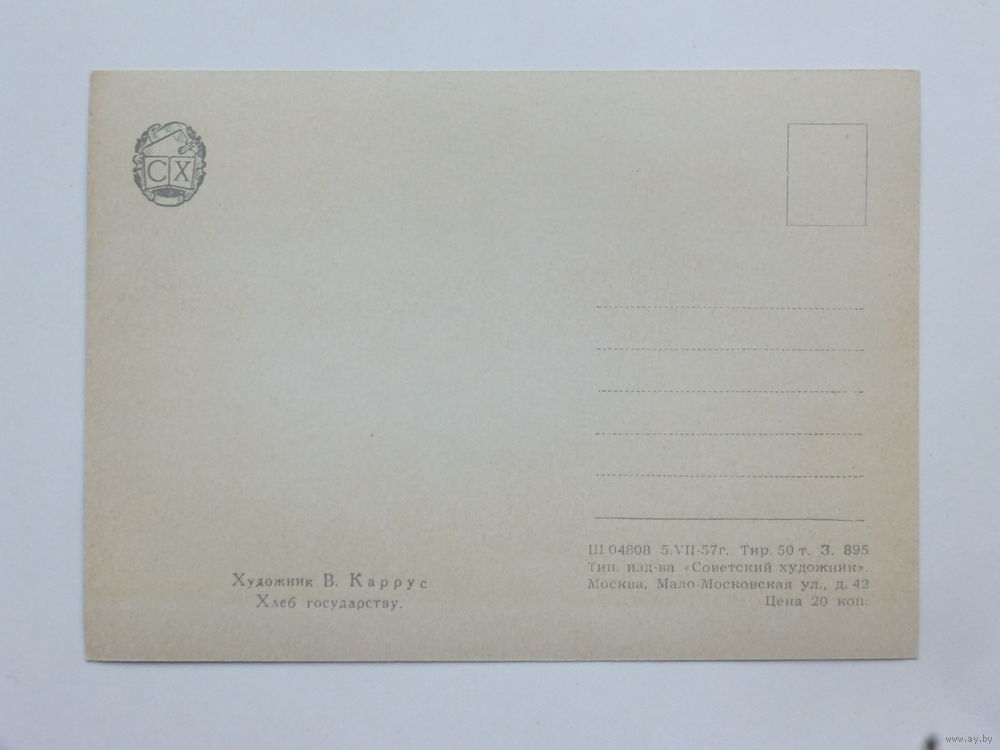 СХ
Художник В. Каррус
Хлеб государству.
Ш 04808 5.VII-57г. Тир. 50 т. З. 895
Тип. изд-ва «Советский художник».
Москва, Мало-Московская ул., д. 42
Цена 20 коп.
www.ay.by